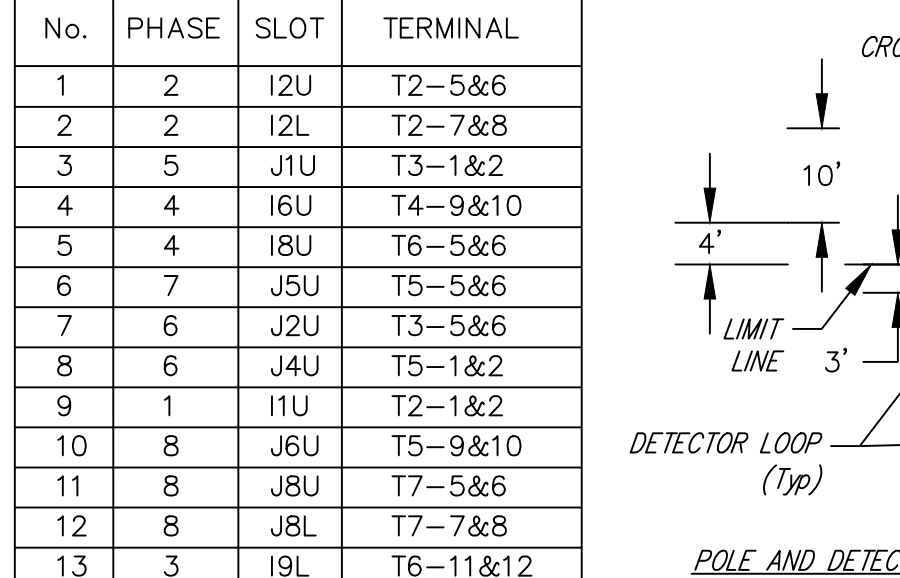 No. PHASE SLOT TERMINAL
1 2 I2U T2-5&6
2 2 I2L T2-7&8
3 5 J1U T3-1&2
4 4 I6U T4-9&10
5 4 I8U T6-5&6
6 7 J5U T5-5&6
7 6 J2U T3-5&6
8 6 J4U T5-1&2
9 1 I1U T2-1&2
10 8 J6U T5-9&10
11 8 J8U T7-5&6
12 8 J8L T7-7&8
13 3 I9L T6-11&12
CRO
10'
4'
LIMIT
LINE 3'
DETECTOR LOOP
(Typ)
POLE AND DETEC